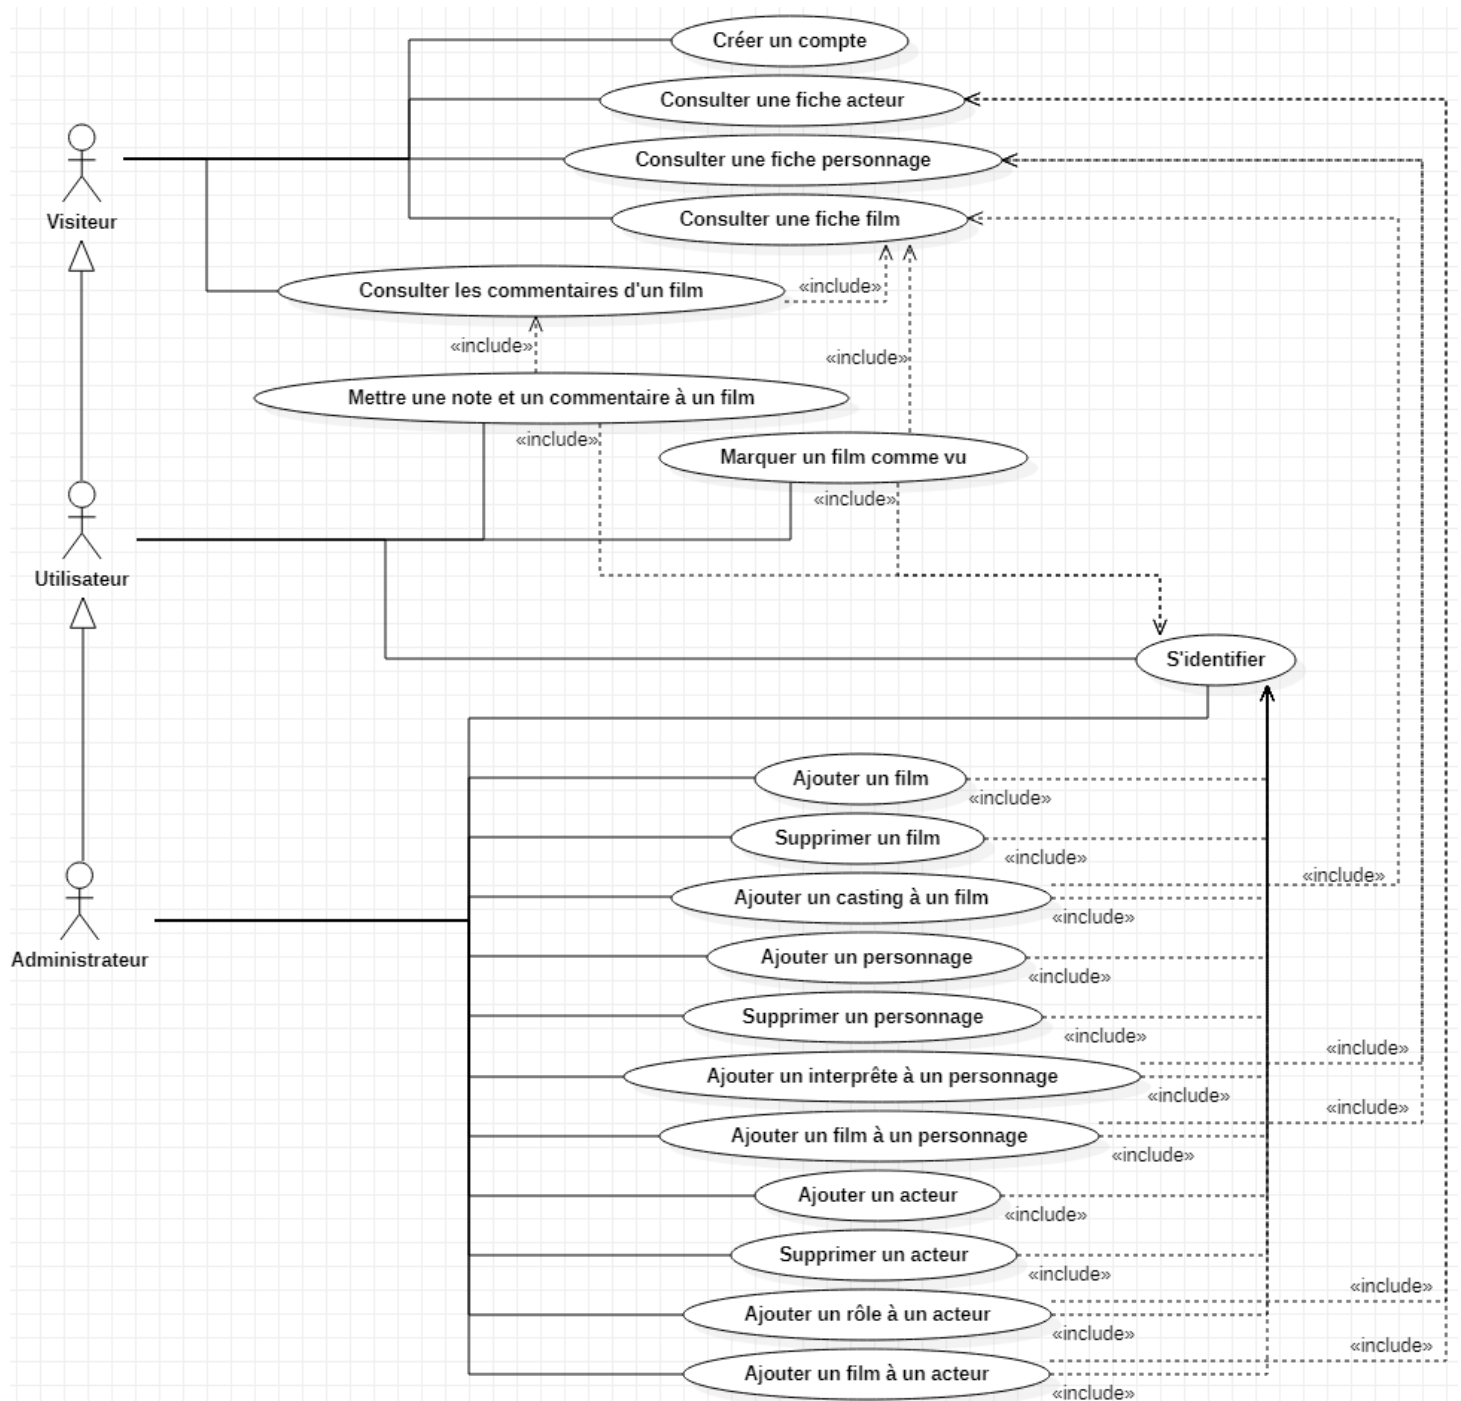 Créer un compte
Consulter une fiche acteur
Consulter une fiche personnage
Visiteur
Consulter une fiche film
Consulter les commentaires d'un film
«include»
«include»
«include»
Mettre une note et un commentaire à un film
«include»
Marquer un film comme vu
«include»
Utilisateur
S'identifier
Ajouter un film
«include»
Supprimer un film
«include»
«include»
Ajouter un casting à un film
«include»
Administrateur
Ajouter un personnage
«include»
Supprimer un personnage
«include»
«include»
Ajouter un interprête à un personnage
«include»
«include»
Ajouter un film à un personnage
«include»
Ajouter un acteur
«include»
Supprimer un acteur
«include»
«include»
Ajouter un rôle à un acteur
«include»
«include»
Ajouter un film à un acteur
«include»